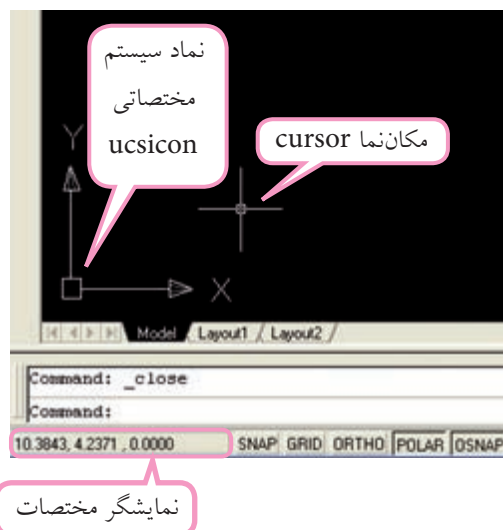 نماد سیستم
مختصاتی
ucsicon
مکان‌نما cursor
Y
X
Model Layout1 Layout2
Command: _close
Command:
10.3843, 4.2371 , 0.0000 SNAP GRID ORTHO POLAR OSNAP
نمایشگر مختصات